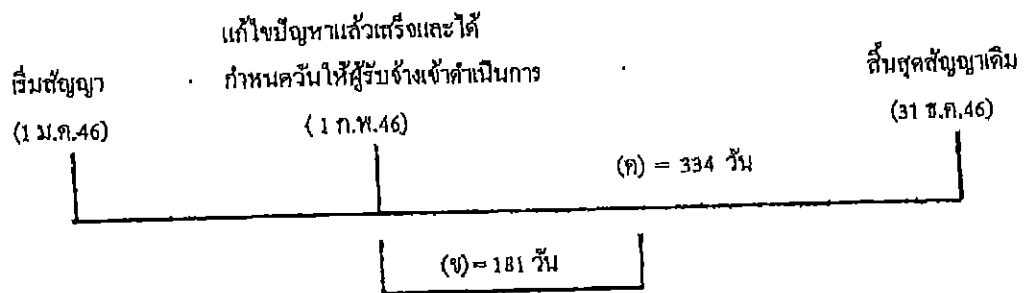 แก้ไขปัญหาแล้วเสร็จและได้
เริ่มสัญญา กำหนดวันให้ผู้รับจ้างเข้าดำเนินการ สิ้นสุดสัญญาเดิม
(1 ม.ค.46) (1 ก.พ.46) (31 ธ.ค.46)
(ค) = 334 วัน
(ข) = 181 วัน